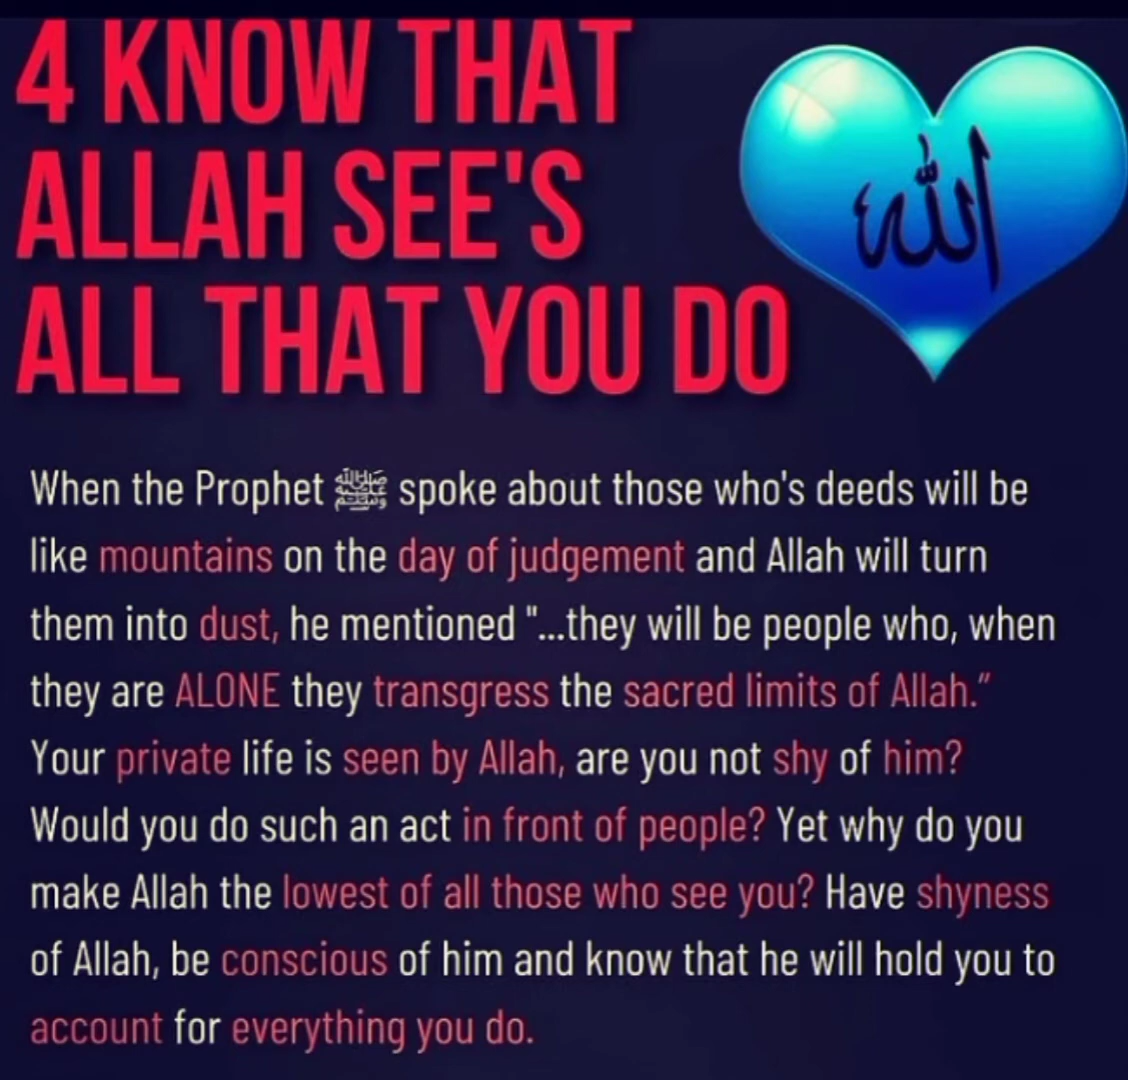 4 KNOW THAT
ALLAH SEE'S
ALL THAT YOU DO
الله
When the Prophet ﷺ spoke about those who's deeds will be
like mountains on the day of judgement and Allah will turn
them into dust, he mentioned "...they will be people who, when
they are ALONE they transgress the sacred limits of Allah.”
Your private life is seen by Allah, are you not shy of him?
Would you do such an act in front of people? Yet why do you
make Allah the lowest of all those who see you? Have shyness
of Allah, be conscious of him and know that he will hold you to
account for everything you do.